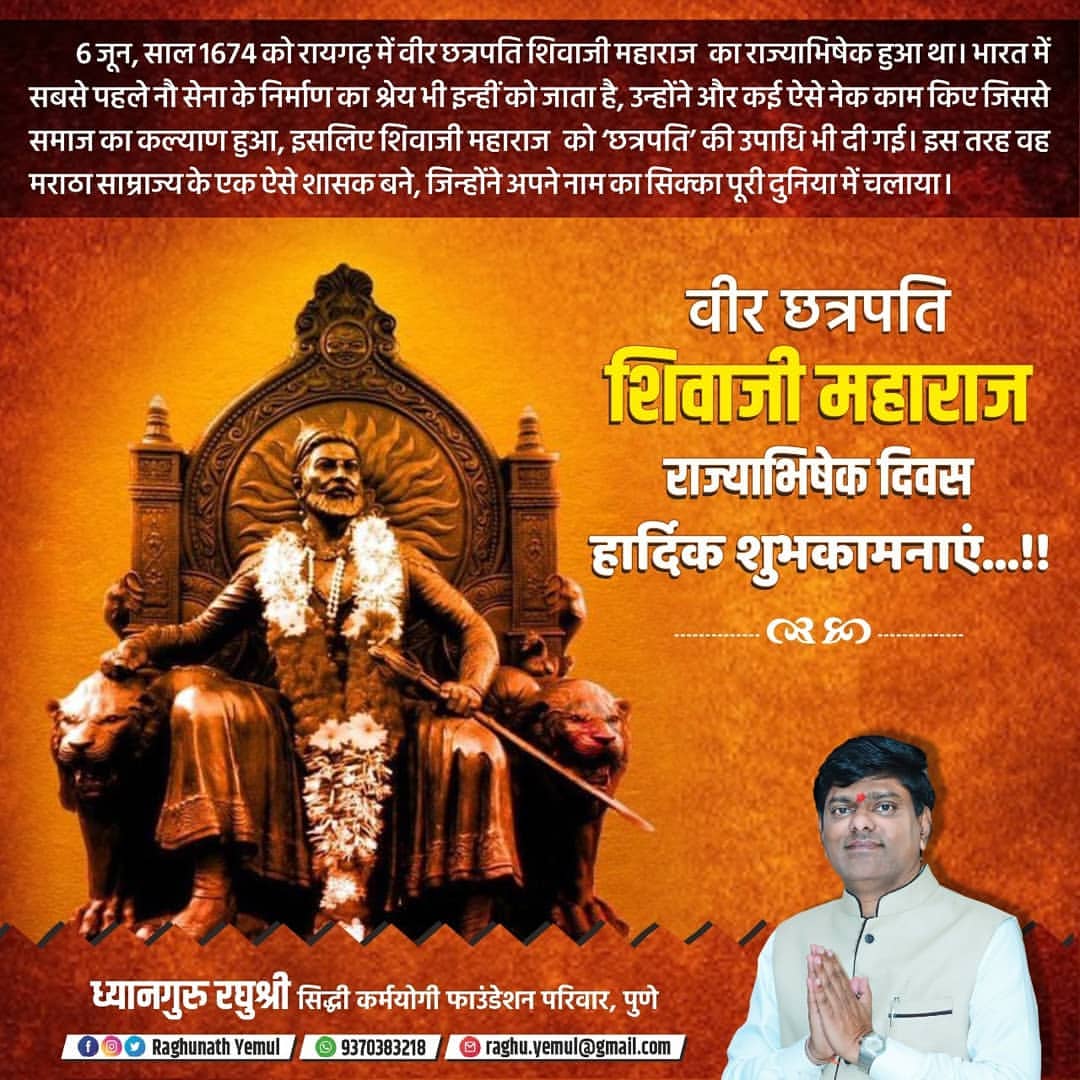 6 जून, साल 1674 को रायगढ़ में वीर छत्रपति शिवाजी महाराज का राज्याभिषेक हुआ था। भारत में
सबसे पहले नौ सेना के निर्माण का श्रेय भी इन्हीं को जाता है, उन्होंने और कई ऐसे नेक काम किए जिससे
समाज का कल्याण हुआ, इसलिए शिवाजी महाराज को ‘छत्रपति’ की उपाधि भी दी गई। इस तरह वह
मराठा साम्राज्य के एक ऐसे शासक बने, जिन्होंने अपने नाम का सिक्का पूरी दुनिया में चलाया।
वीर छत्रपति
शिवाजी महाराज
राज्याभिषेक दिवस
हार्दिक शुभकामनाएं...!!
ध्यानगुरु रघुश्री सिद्धी कर्मयोगी फाउंडेशन परिवार, पुणे
Raghunath Yemul 9370383218 raghu.yemul@gmail.com